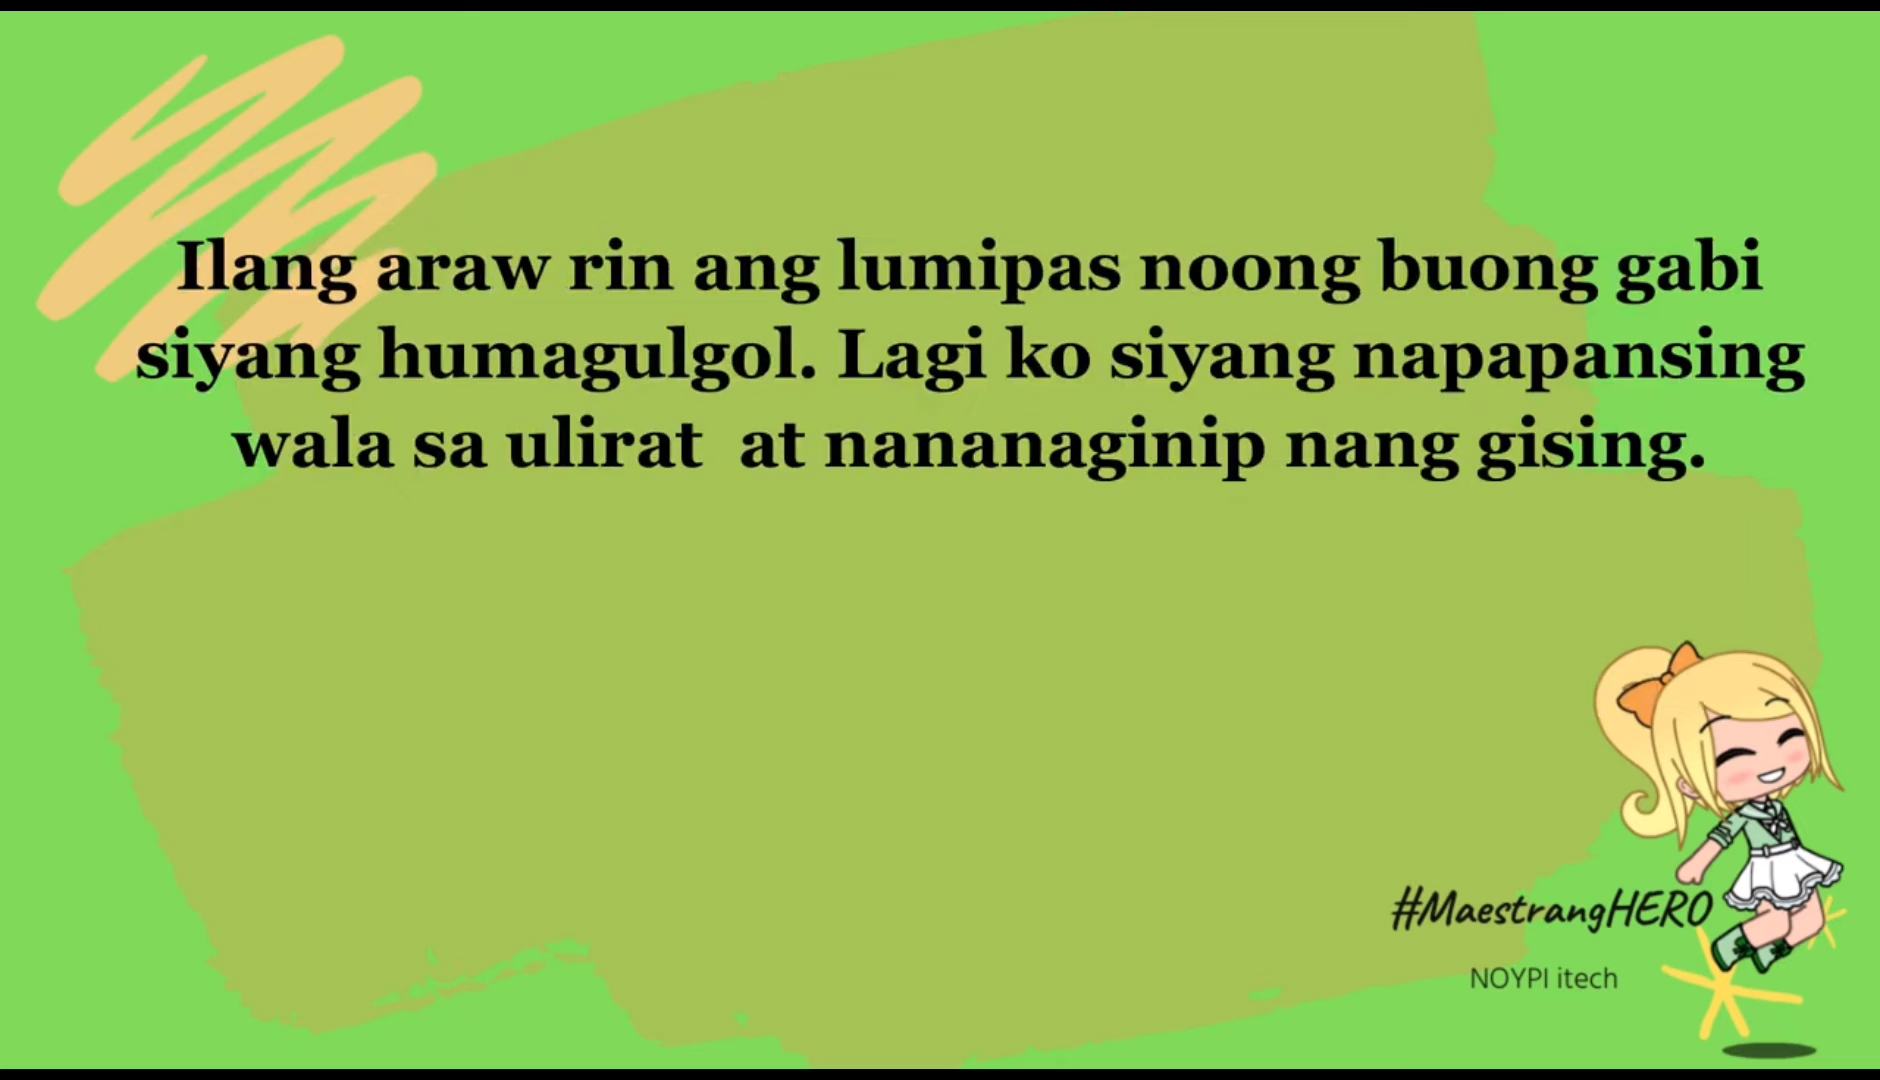 Ilang araw rin ang lumipas noong buong gabi
siyang humagulgol. Lagi ko siyang napapansing
wala sa ulirat at nananaginip nang gising.
#MaestrangHERO
NOYPI itech